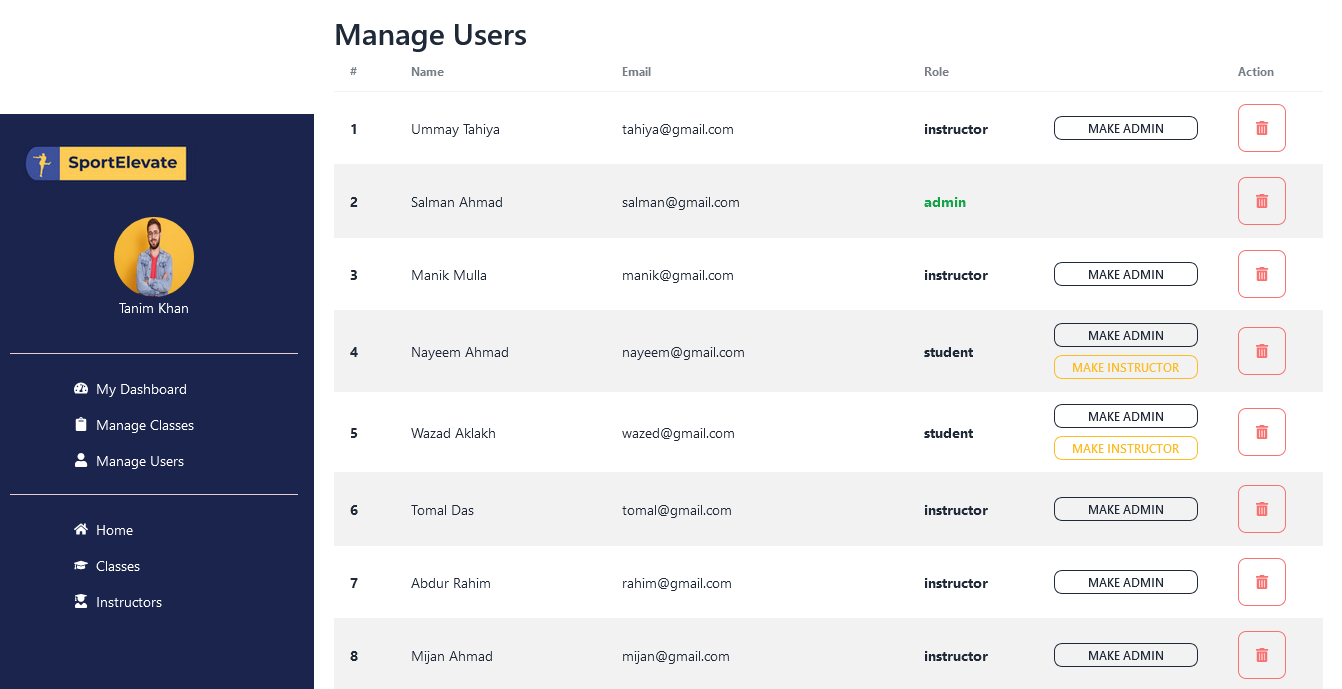 Manage Users
# Name Email Role Action
1 Ummay Tahiya tahiya@gmail.com instructor MAKE ADMIN
2 Salman Ahmad salman@gmail.com admin
3 Manik Mulla manik@gmail.com instructor MAKE ADMIN
4 Nayeem Ahmad nayeem@gmail.com student MAKE ADMIN
MAKE INSTRUCTOR
5 Wazad Aklakh wazed@gmail.com student MAKE ADMIN
MAKE INSTRUCTOR
6 Tomal Das tomal@gmail.com instructor MAKE ADMIN
7 Abdur Rahim rahim@gmail.com instructor MAKE ADMIN
8 Mijan Ahmad mijan@gmail.com instructor MAKE ADMIN
SportElevate
Tanim Khan
My Dashboard
Manage Classes
Manage Users
Home
Classes
Instructors